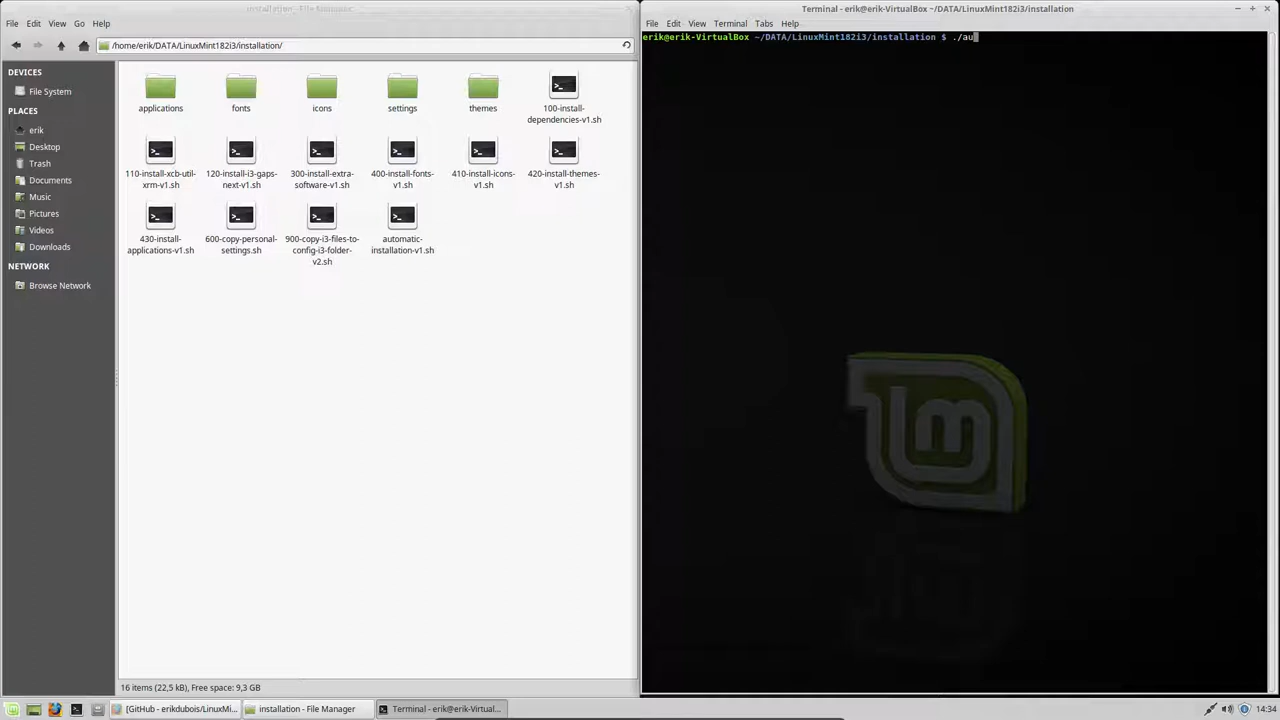 installation - File Manager
File Edit View Go Help
/home/erik/DATA/LinuxMint182i3/installation/
DEVICES
File System
PLACES
erik
Desktop
Trash
Documents
Music
Pictures
Videos
Downloads
NETWORK
Browse Network
applications
fonts
icons
settings
themes
100-install-
dependencies-v1.sh
110-install-xcb-util-
xrm-v1.sh
120-install-i3-gaps-
next-v1.sh
300-install-extra-
software-v1.sh
400-install-fonts-
v1.sh
410-install-icons-
v1.sh
420-install-themes-
v1.sh
430-install-
applications-v1.sh
600-copy-personal-
settings.sh
900-copy-i3-files-to-
config-i3-folder-
v2.sh
automatic-
installation-v1.sh
16 items (22,5 kB), Free space: 9,3 GB
Terminal - erik@erik-VirtualBox ~/DATA/LinuxMint182i3/installation
File Edit View Terminal Tabs Help
erik@erik-VirtualBox ~/DATA/LinuxMint182i3/installation $ ./au
[GitHub - erikdubois/LinuxMi...
installation - File Manager
Terminal - erik@erik-Virtual...
14:34